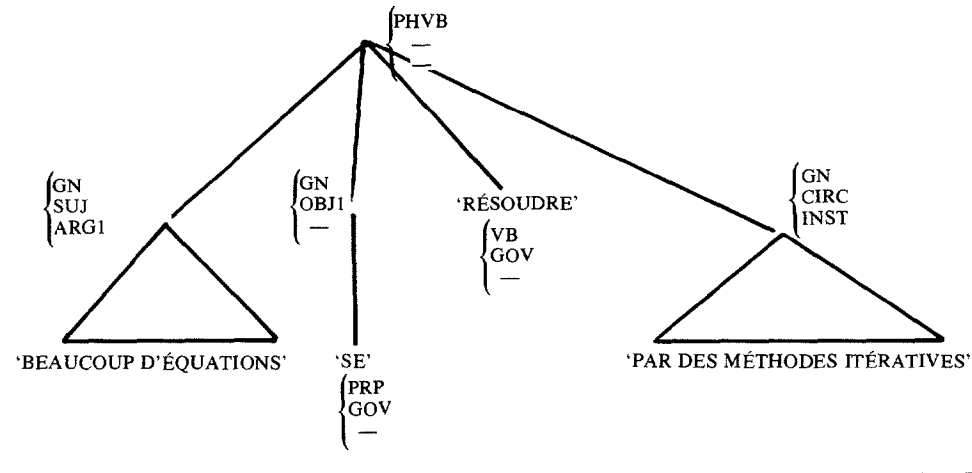 PHVB
—
—
GN
SUJ
ARG1
GN
OBJ1
—
‘RÉSOUDRE’
VB
GOV
—
GN
CIRC
INST
‘BEAUCOUP D’ÉQUATIONS’
‘SE’
PRP
GOV
—
‘PAR DES MÉTHODES ITÉRATIVES’